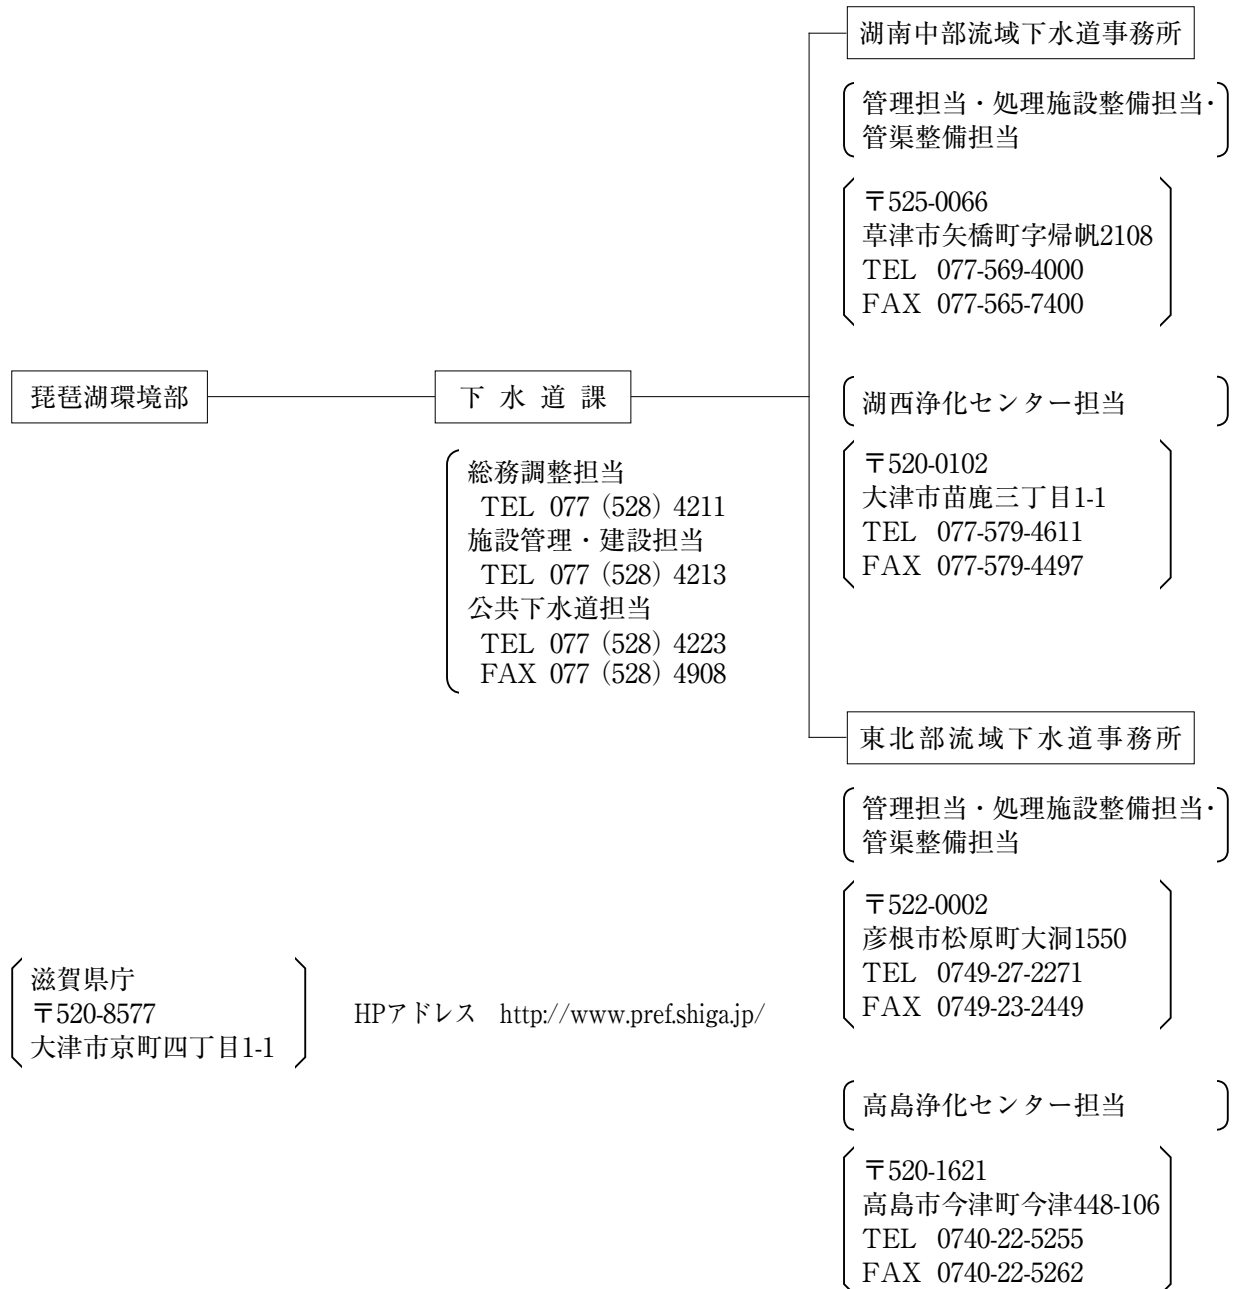 湖南中部流域下水道事務所
管理担当・処理施設整備担当・
管渠整備担当
〒525-0066
草津市矢橋町字帰帆2108
TEL 077-569-4000
FAX 077-565-7400
琵琶湖環境部
下水道課
総務調整担当
TEL 077（528）4211
施設管理・建設担当
TEL 077（528）4213
公共下水道担当
TEL 077（528）4223
FAX 077（528）4908
湖西浄化センター担当
〒520-0102
大津市苗鹿三丁目1-1
TEL 077-579-4611
FAX 077-579-4497
東北部流域下水道事務所
管理担当・処理施設整備担当・
管渠整備担当
〒522-0002
彦根市松原町大洞1550
TEL 0749-27-2271
FAX 0749-23-2449
滋賀県庁
〒520-8577
大津市京町四丁目1-1
HPアドレス http://www.pref.shiga.jp/
高島浄化センター担当
〒520-1621
高島市今津町今津448-106
TEL 0740-22-5255
FAX 0740-22-5262